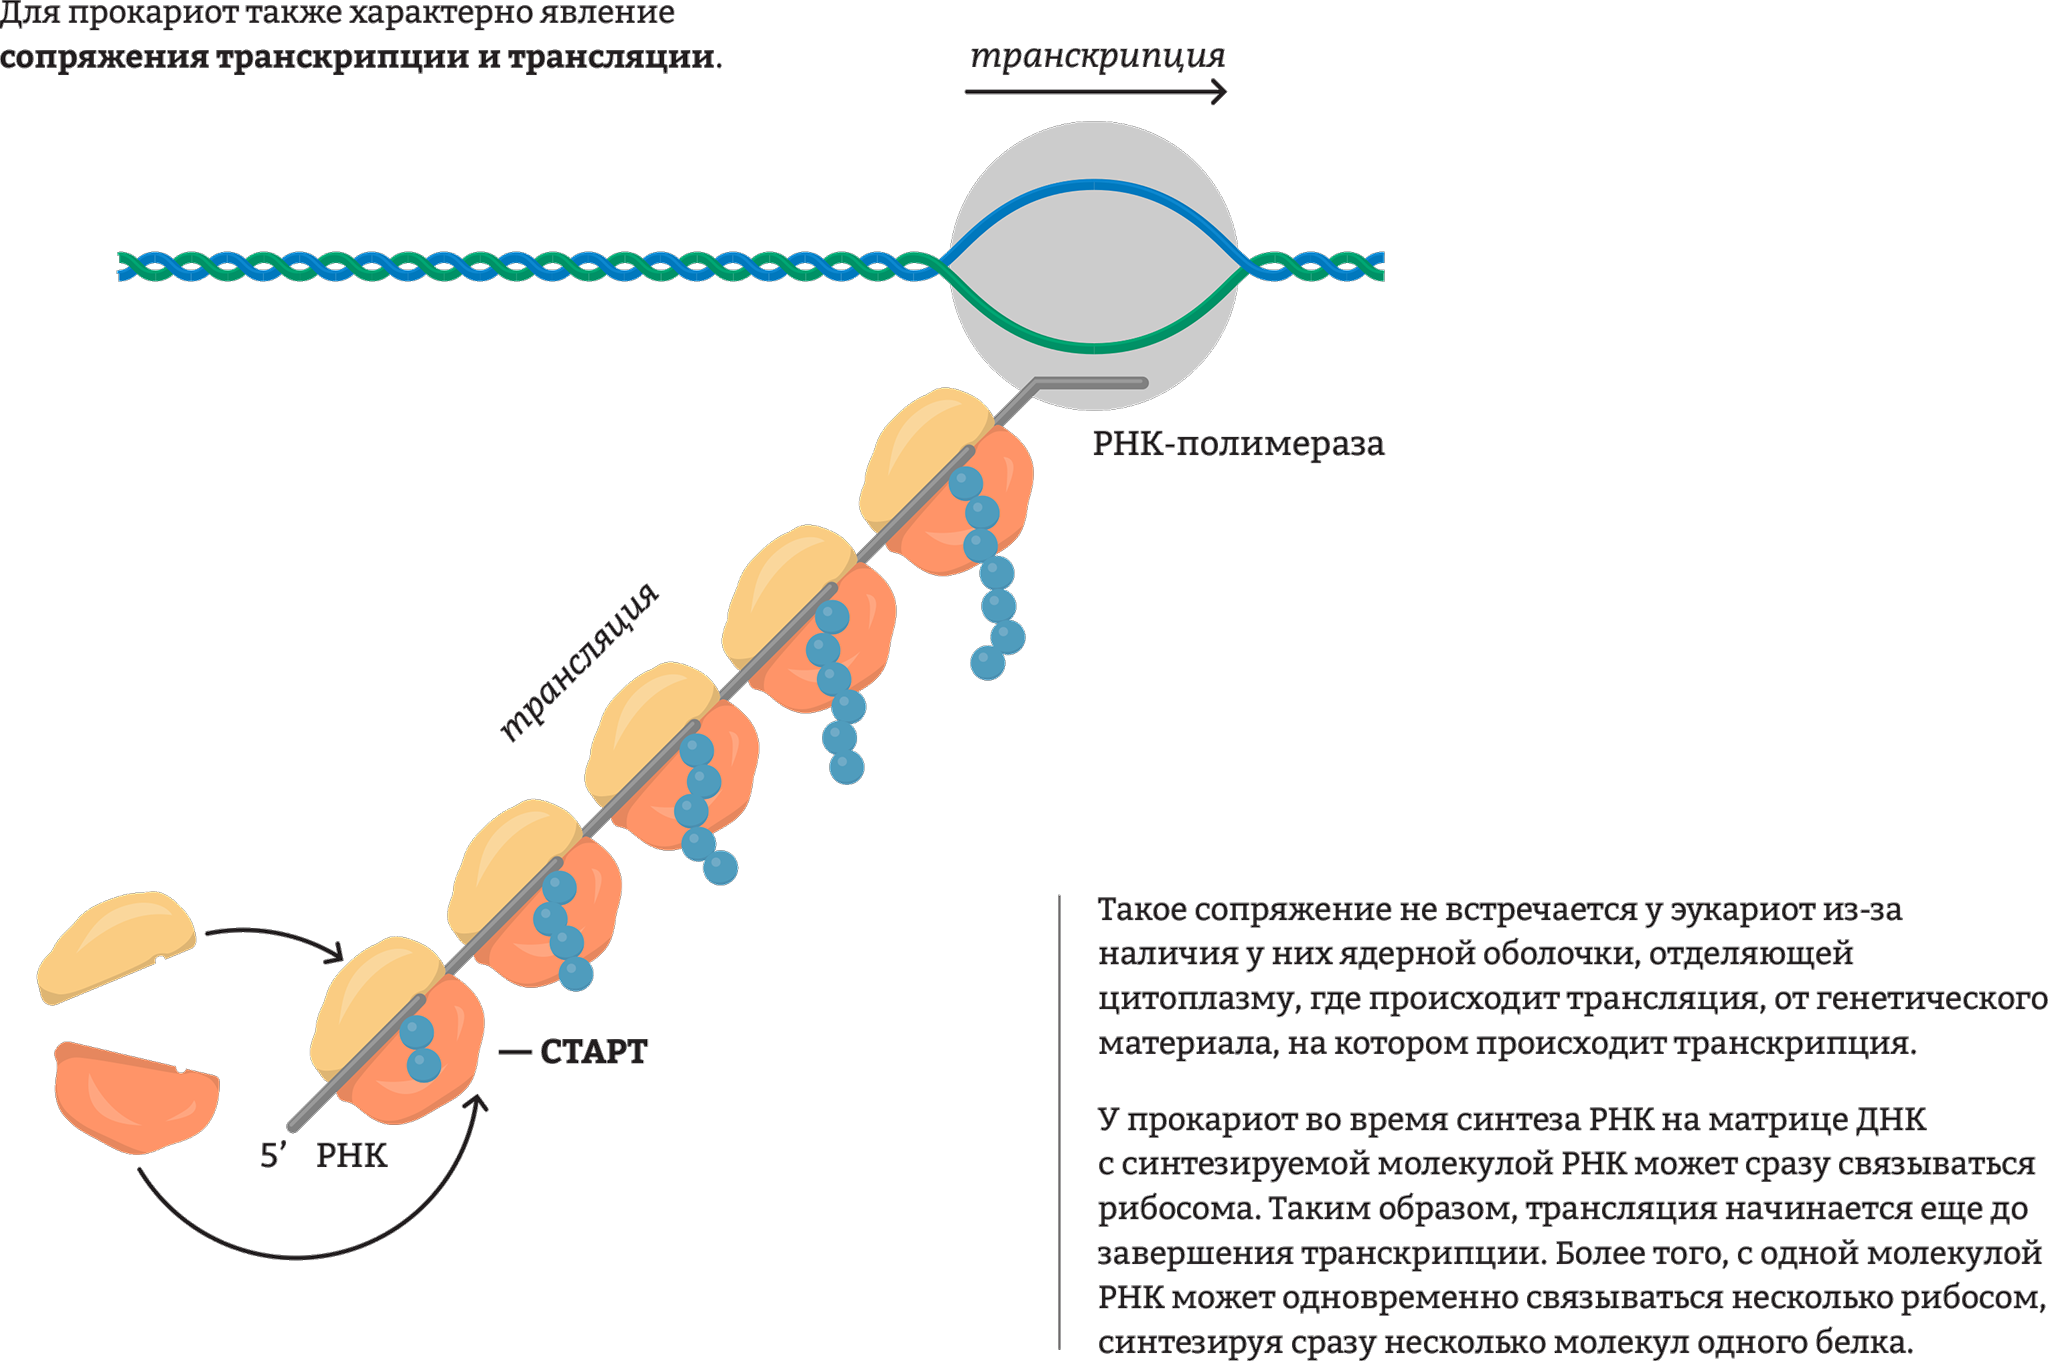 Для прокариот также характерно явление
сопряжения транскрипции и трансляции.
транскрипция
РНК-полимераза
трансляция
СТАРТ
5’ РНК
Такое сопряжение не встречается у эукариот из-за
наличия у них ядерной оболочки, отделяющей
цитоплазму, где происходит трансляция, от генетического
материала, на котором происходит транскрипция.
У прокариот во время синтеза РНК на матрице ДНК
с синтезируемой молекулой РНК может сразу связываться
рибосома. Таким образом, трансляция начинается еще до
завершения транскрипции. Более того, с одной молекулой
РНК может одновременно связываться несколько рибосом,
синтезируя сразу несколько молекул одного белка.